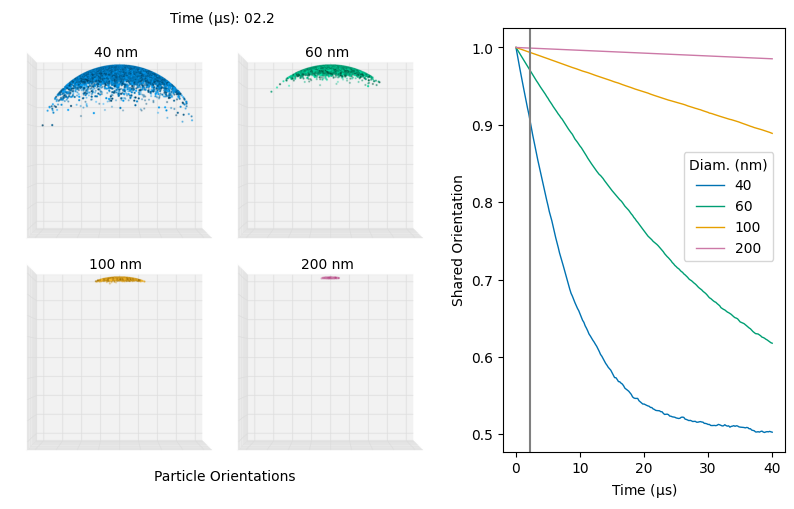 Time (µs): 02.2
40 nm
60 nm
100 nm
200 nm
Particle Orientations
Shared Orientation
1.0
0.9
0.8
0.7
0.6
0.5
0
10
20
30
40
Time (µs)
Diam. (nm)
40
60
100
200